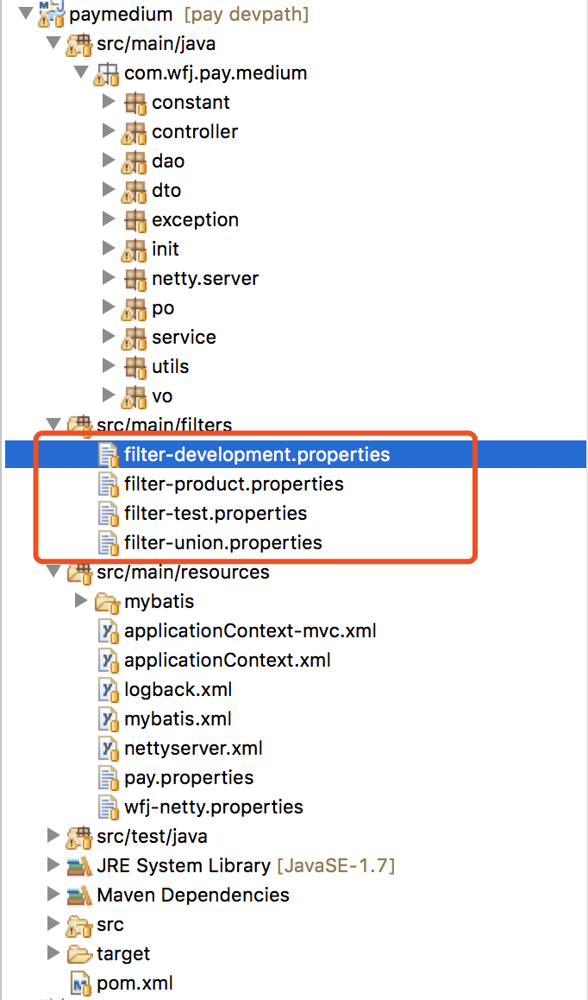 paymedium [pay devpath]
src/main/java
com.wfj.pay.medium
constant
controller
dao
dto
exception
init
netty.server
po
service
utils
vo
src/main/filters
filter-development.properties
filter-product.properties
filter-test.properties
filter-union.properties
src/main/resources
mybatis
applicationContext-mvc.xml
applicationContext.xml
logback.xml
mybatis.xml
nettyserver.xml
pay.properties
wfj-netty.properties
src/test/java
JRE System Library [JavaSE-1.7]
Maven Dependencies
src
target
pom.xml